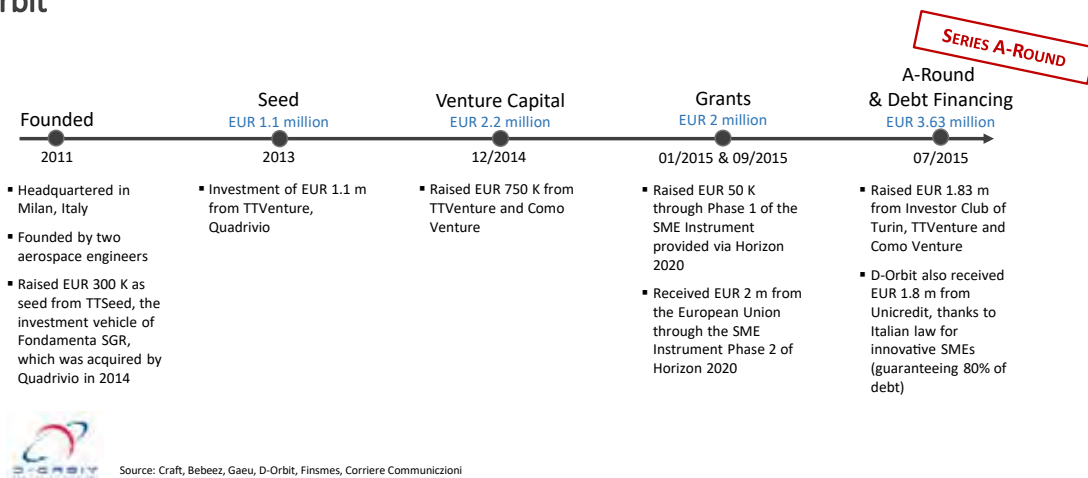 rbit
SERIES A-ROUND
Founded
2011
▪ Headquartered in
Milan, Italy
▪ Founded by two
aerospace engineers
▪ Raised EUR 300 K as
seed from TTSeed, the
investment vehicle of
Fondamenta SGR,
which was acquired by
Quadrivio in 2014
Seed
EUR 1.1 million
2013
▪ Investment of EUR 1.1 m
from TTVenture,
Quadrivio
Venture Capital
EUR 2.2 million
12/2014
▪ Raised EUR 750 K from
TTVenture and Como
Venture
Grants
EUR 2 million
01/2015 & 09/2015
▪ Raised EUR 50 K
through Phase 1 of the
SME Instrument
provided via Horizon
2020
▪ Received EUR 2 m from
the European Union
through the SME
Instrument Phase 2 of
Horizon 2020
A-Round
& Debt Financing
EUR 3.63 million
07/2015
▪ Raised EUR 1.83 m
from Investor Club of
Turin, TTVenture and
Como Venture
▪ D-Orbit also received
EUR 1.8 m from
Unicredit, thanks to
Italian law for
innovative SMEs
(guaranteeing 80% of
debt)
D-ORBIT
Source: Craft, Bebeez, Gaeu, D-Orbit, Finsmes, Corriere Communiczioni